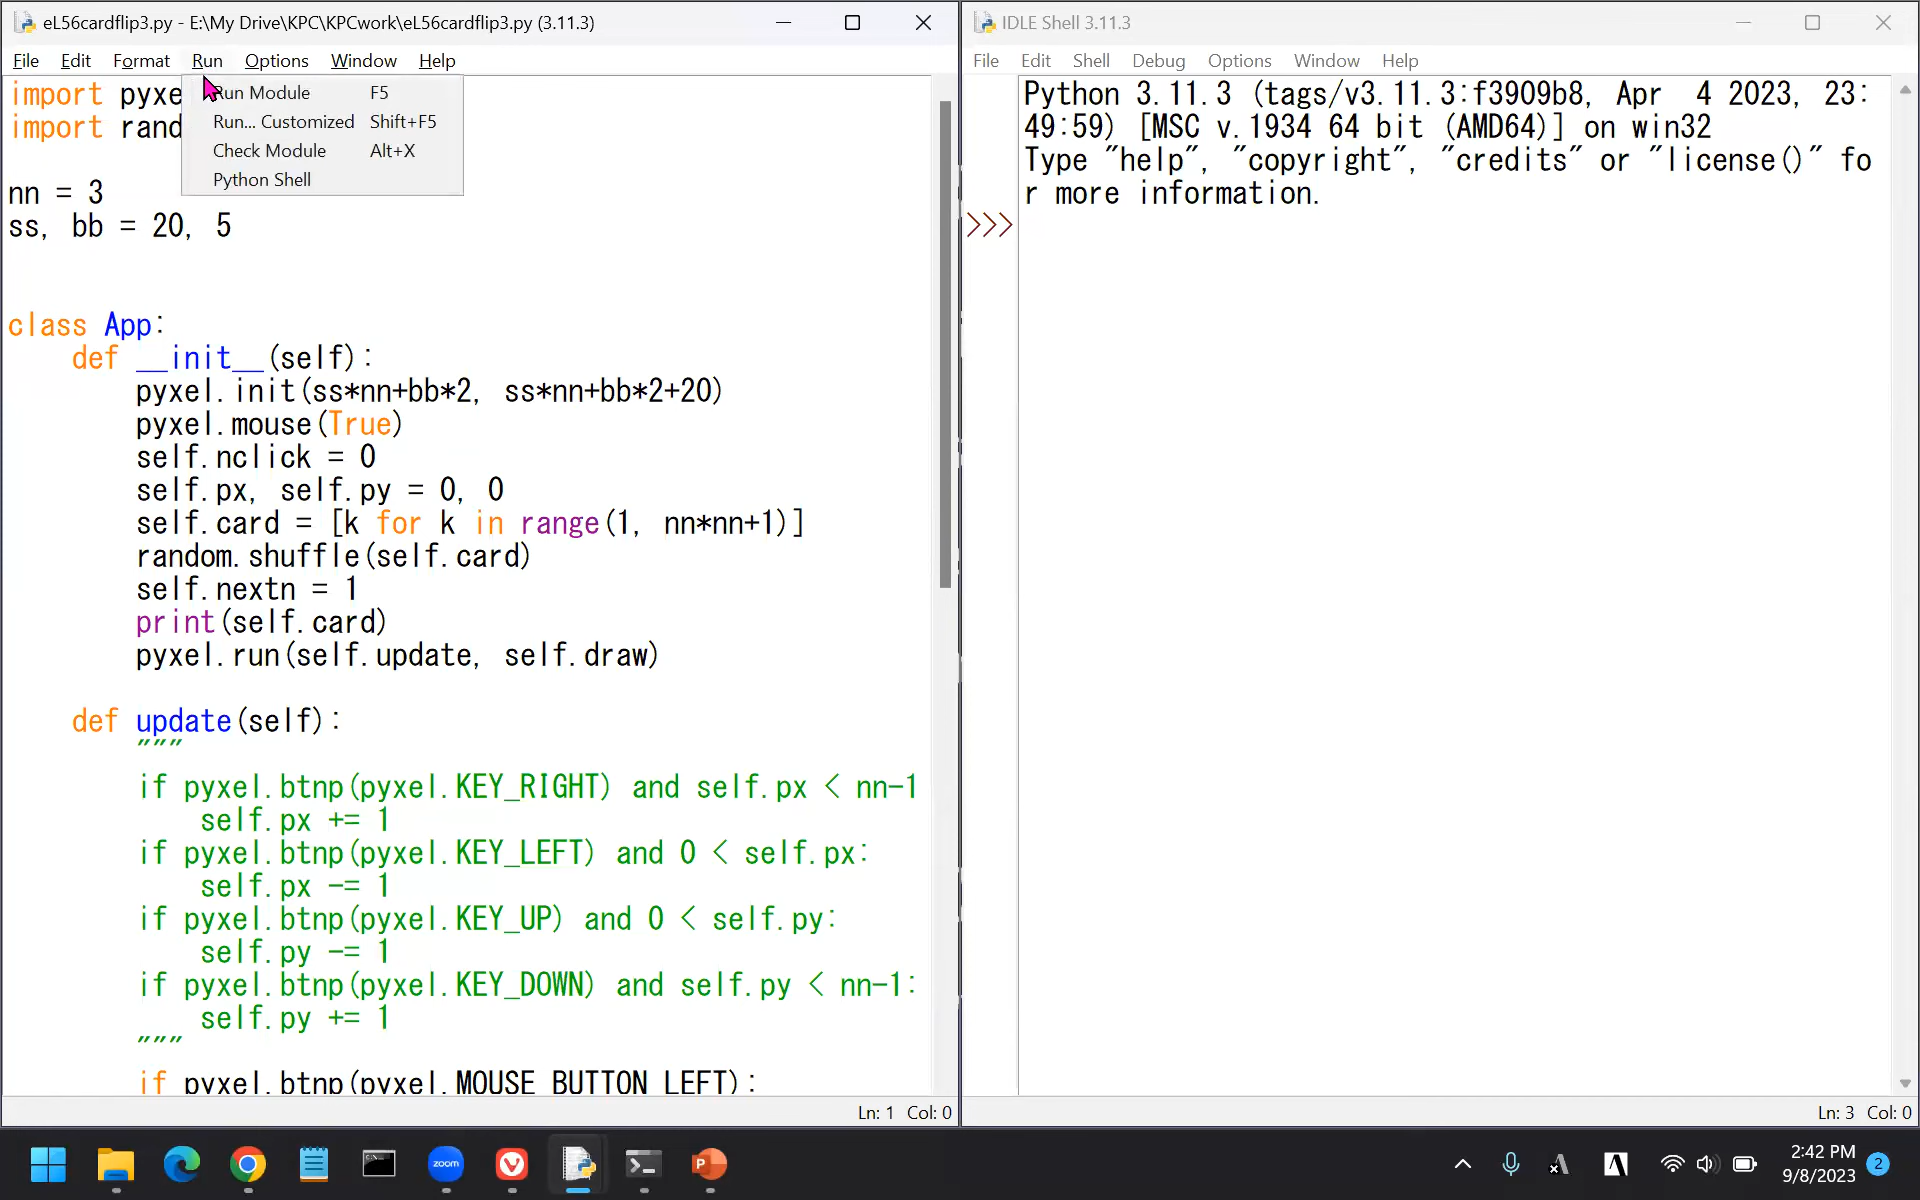 eL56cardflip3.py - E:\My Drive\KPC\KPCwork\eL56cardflip3.py (3.11.3)
File Edit Format Run Options Window Help
Run Module F5
Run... Customized Shift+F5
Check Module Alt+X
Python Shell
import pyxe
import rand
nn = 3
ss, bb = 20, 5
class App:
def __init__(self):
pyxel.init(ss*nn+bb*2, ss*nn+bb*2+20)
pyxel.mouse(True)
self.nclick = 0
self.px, self.py = 0, 0
self.card = [k for k in range(1, nn*nn+1)]
random.shuffle(self.card)
self.nextn = 1
print(self.card)
pyxel.run(self.update, self.draw)
def update(self):
"""
if pyxel.btnp(pyxel.KEY_RIGHT) and self.px < nn-1
self.px += 1
if pyxel.btnp(pyxel.KEY_LEFT) and 0 < self.px:
self.px -= 1
if pyxel.btnp(pyxel.KEY_UP) and 0 < self.py:
self.py -= 1
if pyxel.btnp(pyxel.KEY_DOWN) and self.py < nn-1:
self.py += 1
"""
if pyxel.btnp(pyxel.MOUSE_BUTTON_LEFT):
Ln: 1 Col: 0
IDLE Shell 3.11.3
File Edit Shell Debug Options Window Help
Python 3.11.3 (tags/v3.11.3:f3909b8, Apr  4 2023, 23:
49:59) [MSC v.1934 64 bit (AMD64)] on win32
Type "help", "copyright", "credits" or "license()" fo
r more information.
>>>
Ln: 3 Col: 0
zoom
2:42 PM
9/8/2023
2